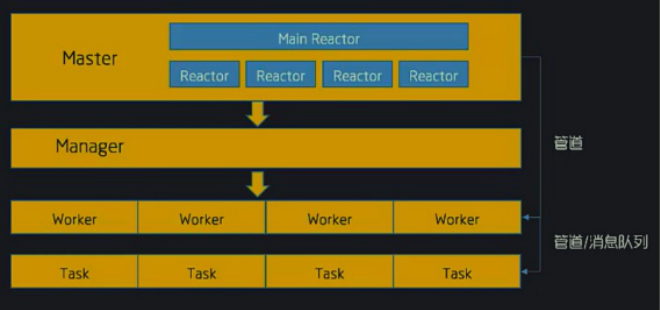 Main Reactor
Master
Reactor Reactor Reactor Reactor
Manager
管道
Worker Worker Worker Worker
管道/消息队列
Task Task Task Task